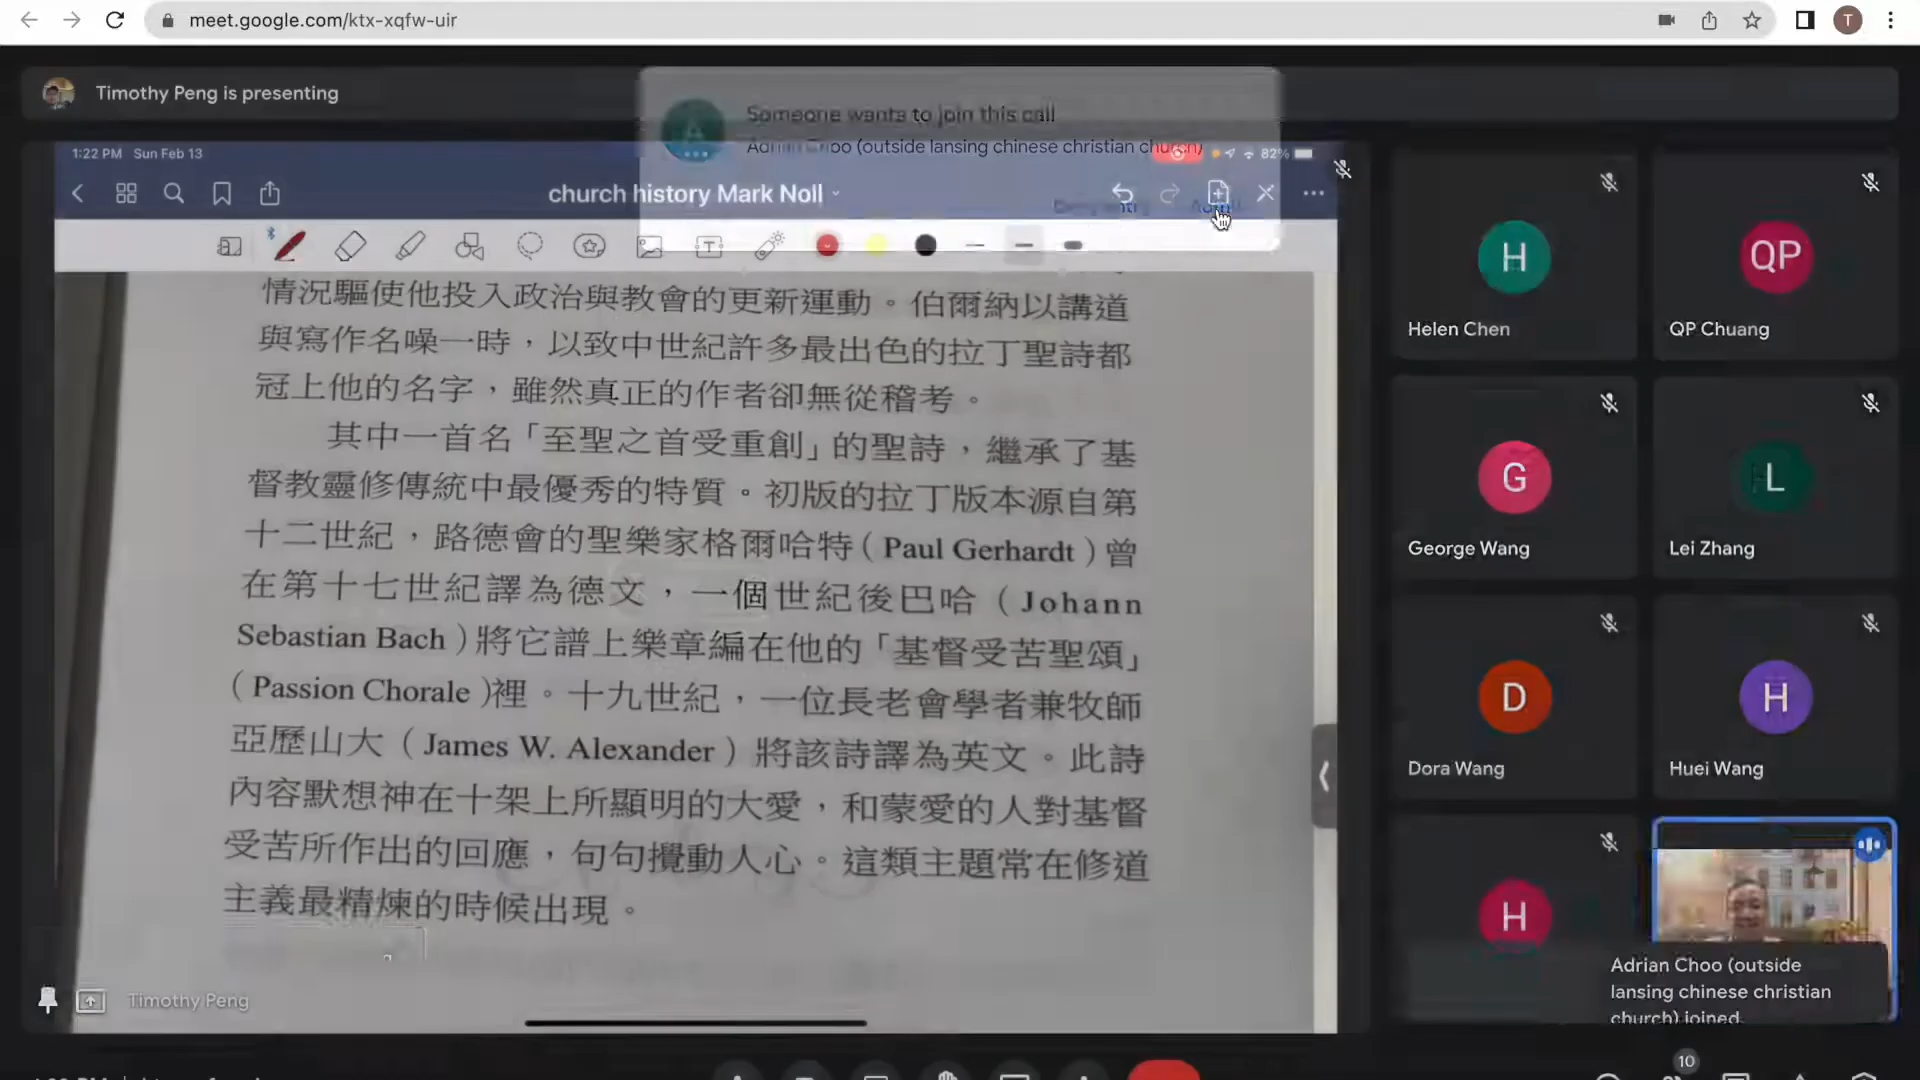 meet.google.com/ktx-xqfw-uir
T
Timothy Peng is presenting
Someone wants to join this call
Adrian Choo (outside lansing chinese christian church)
1:22 PM Sun Feb 13
82%
church history Mark Noll
情況驅使他投入政治與教會的更新運動。伯爾納以講道
與寫作名噪一時，以致中世紀許多最出色的拉丁聖詩都
冠上他的名字，雖然真正的作者卻無從稽考。
其中一首名「至聖之首受重創」的聖詩，繼承了基
督教靈修傳統中最優秀的特質。初版的拉丁版本源自第
十二世紀，路德會的聖樂家格爾哈特（Paul Gerhardt）曾
在第十七世紀譯為德文，一個世紀後巴哈（Johann
Sebastian Bach）將它譜上樂章編在他的「基督受苦聖頌」
（Passion Chorale）裡。十九世紀，一位長老會學者兼牧師
亞歷山大（James W. Alexander）將該詩譯為英文。此詩
內容默想神在十架上所顯明的大愛，和蒙愛的人對基督
受苦所作出的回應，句句攪動人心。這類主題常在修道
主義最精煉的時候出現。
Timothy Peng
H
Helen Chen
QP
QP Chuang
G
George Wang
L
Lei Zhang
D
Dora Wang
H
Huei Wang
H
Adrian Choo (outside
lansing chinese christian
church) joined
10